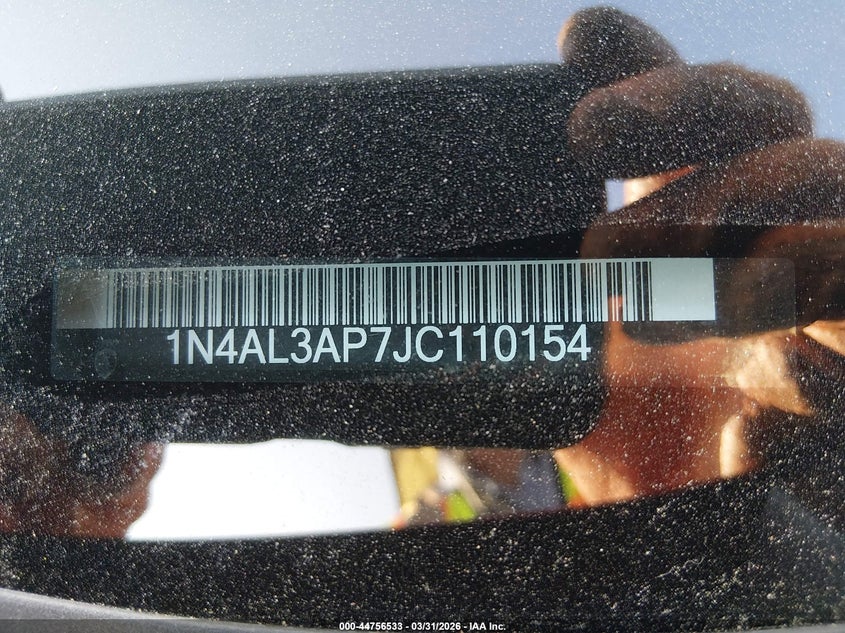 1N4AL3AP7JC110154
000-44756533 - 03/31/2026 - IAA Inc.